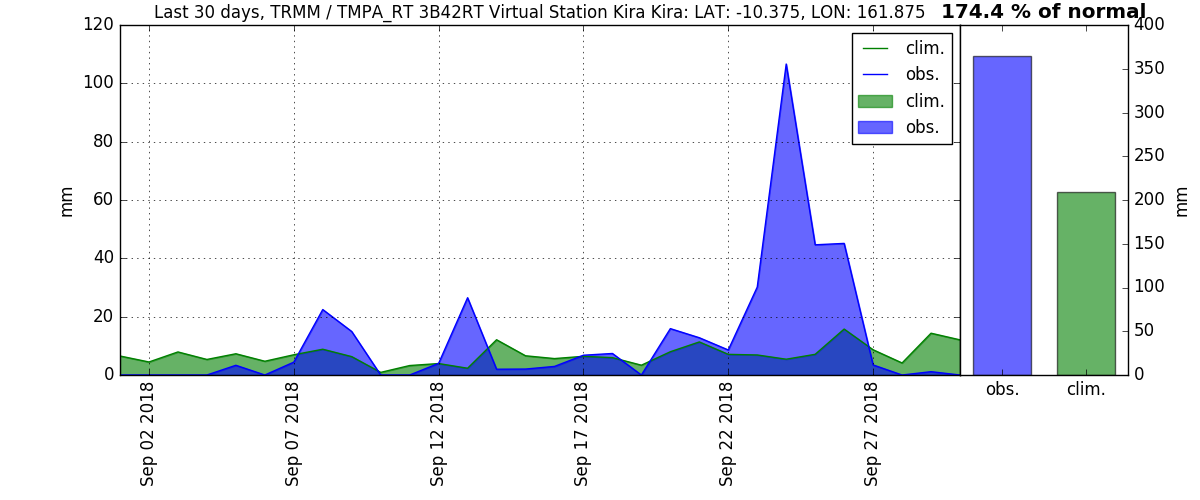 Last 30 days, TRMM / TMPA_RT 3B42RT Virtual Station Kira Kira: LAT: -10.375, LON: 161.875
174.4 % of normal
120
100
80
60
40
20
0
mm
Sep 02 2018
Sep 07 2018
Sep 12 2018
Sep 17 2018
Sep 22 2018
Sep 27 2018
clim.
obs.
clim.
obs.
400
350
300
250
200
150
100
50
0
mm
obs.
clim.